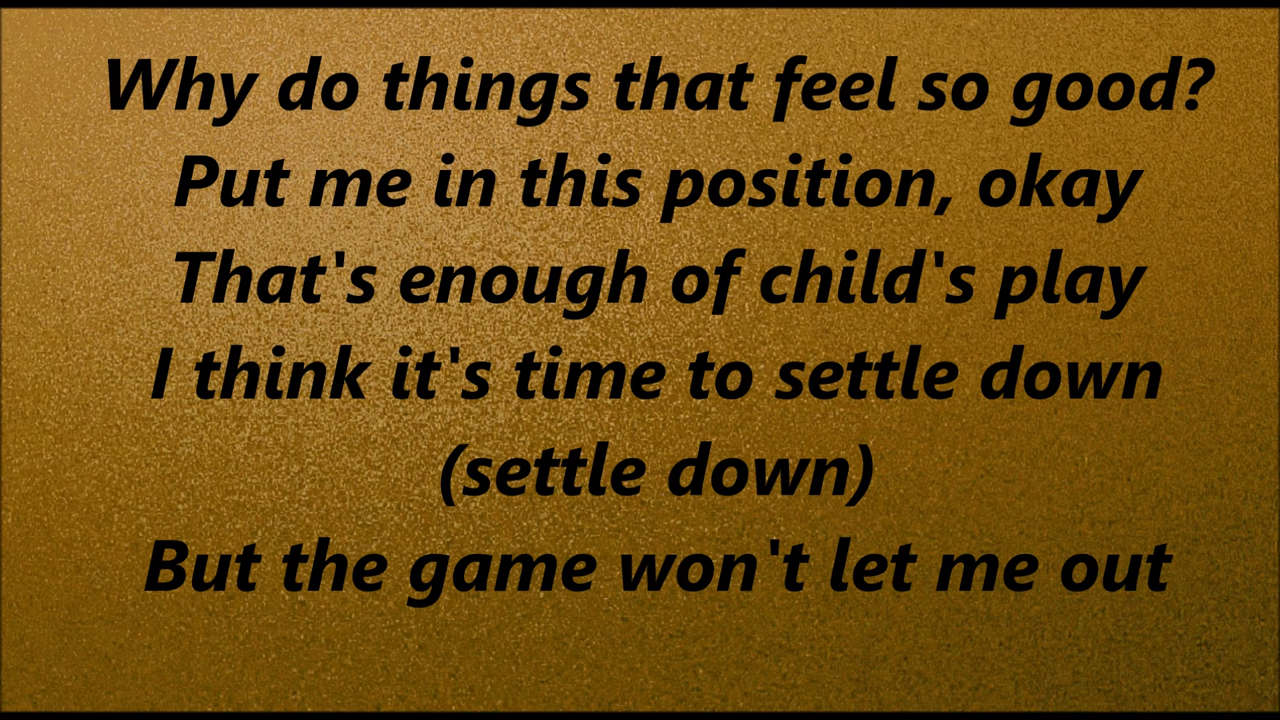 Why do things that feel so good?
Put me in this position, okay
That's enough of child's play
I think it's time to settle down
(settle down)
But the game won't let me out